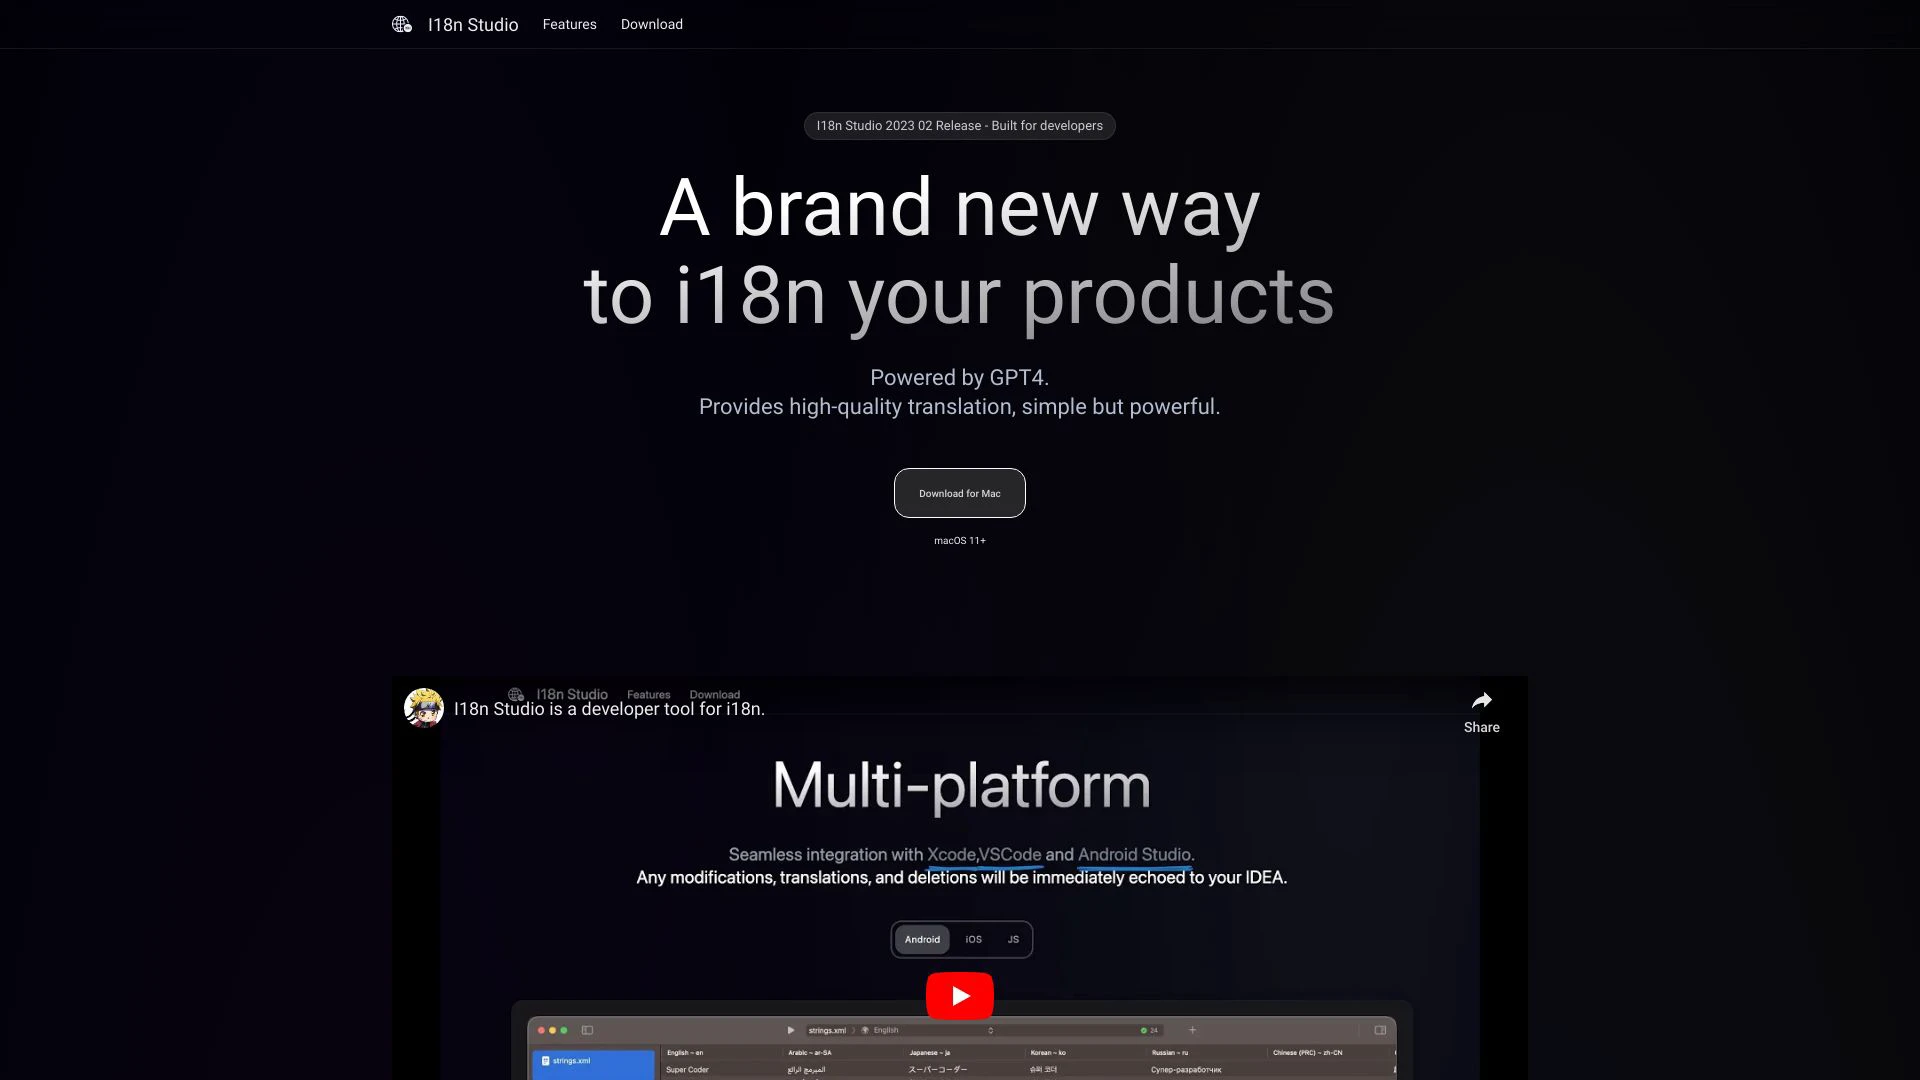 I18n Studio Features Download
I18n Studio 2023 02 Release - Built for developers
A brand new way
to i18n your products
Powered by GPT4.
Provides high-quality translation, simple but powerful.
Download for Mac
macOS 11+
I18n Studio Features Download
I18n Studio is a developer tool for i18n.
Share
Multi-platform
Seamless integration with Xcode,VSCode and Android Studio.
Any modifications, translations, and deletions will be immediately echoed to your IDEA.
Android iOS JS
strings.xml English 24
English ~ en Arabic ~ ar-SA Japanese ~ ja Korean ~ ko Russian ~ ru Chinese (PRC) ~ zh-CN
strings.xml
Super Coder المبرمج الرائع スーパーコーダー 슈퍼 코더 Супер-разработчик